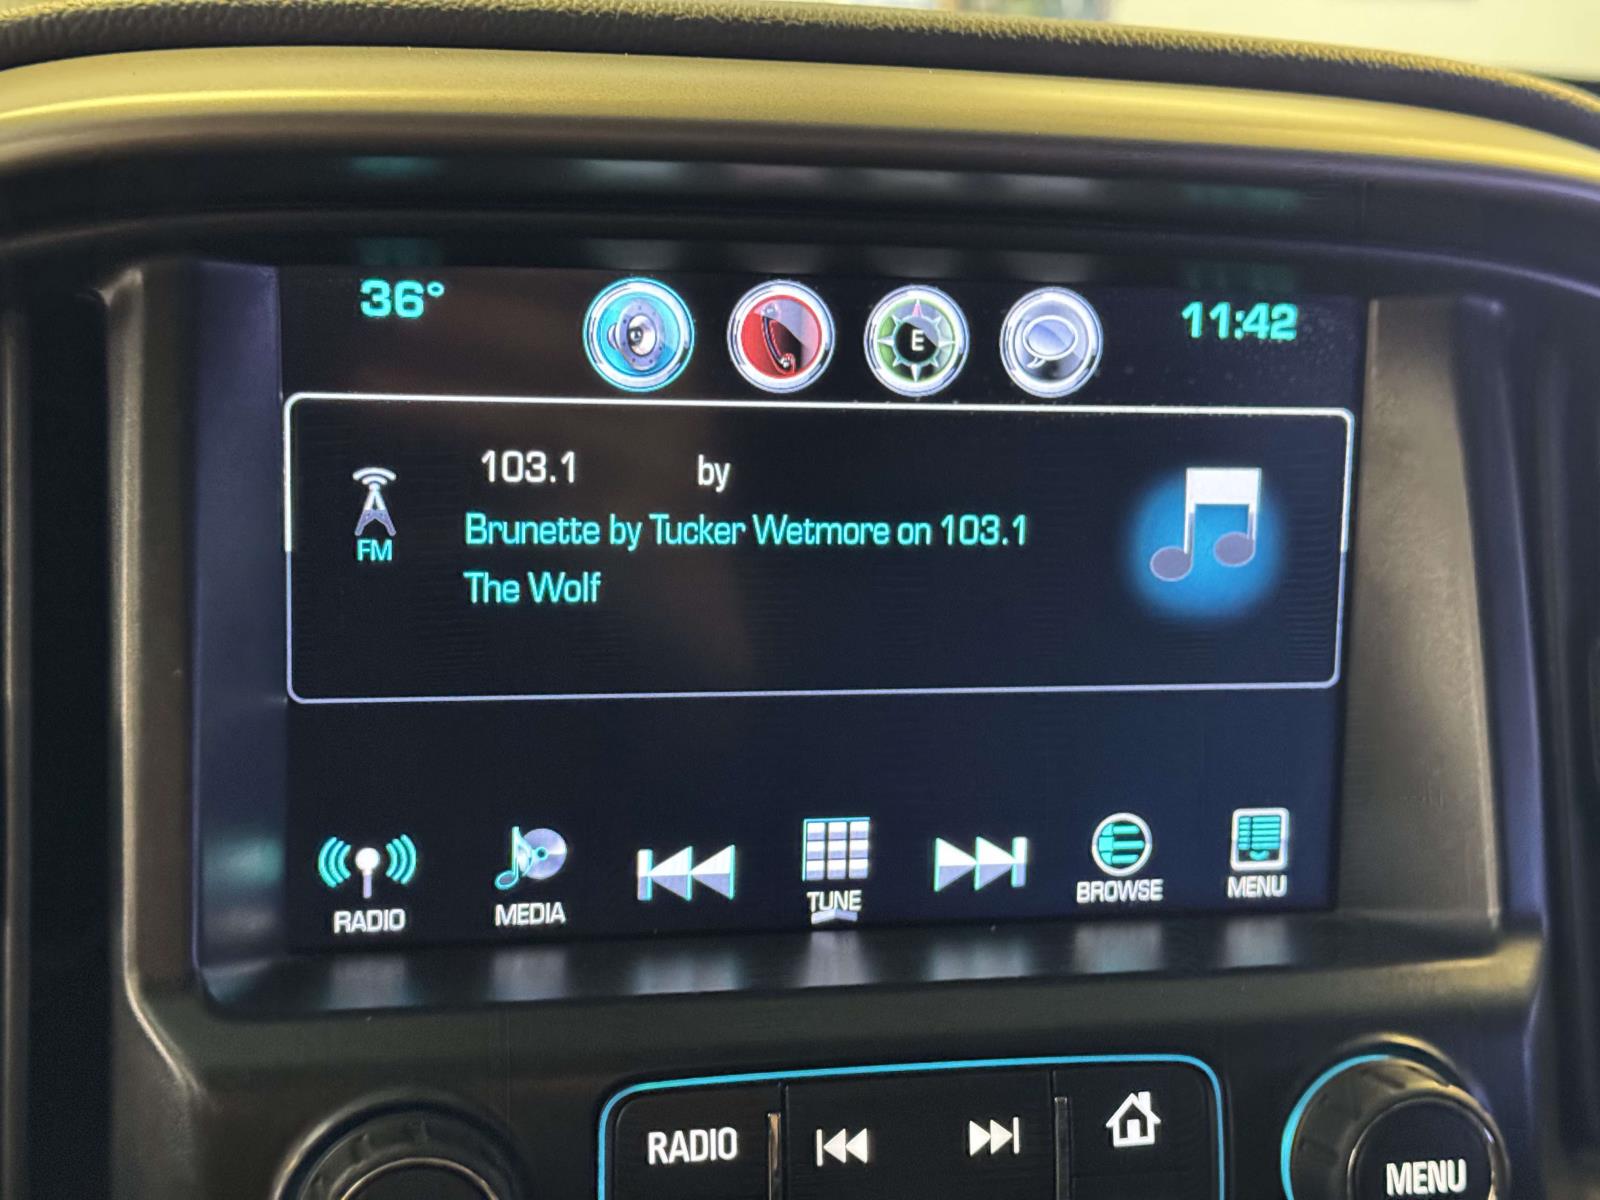 36° 11:42
E
103.1 by
FM
Brunette by Tucker Wetmore on 103.1
The Wolf
RADIO MEDIA TUNE BROWSE MENU
RADIO MENU